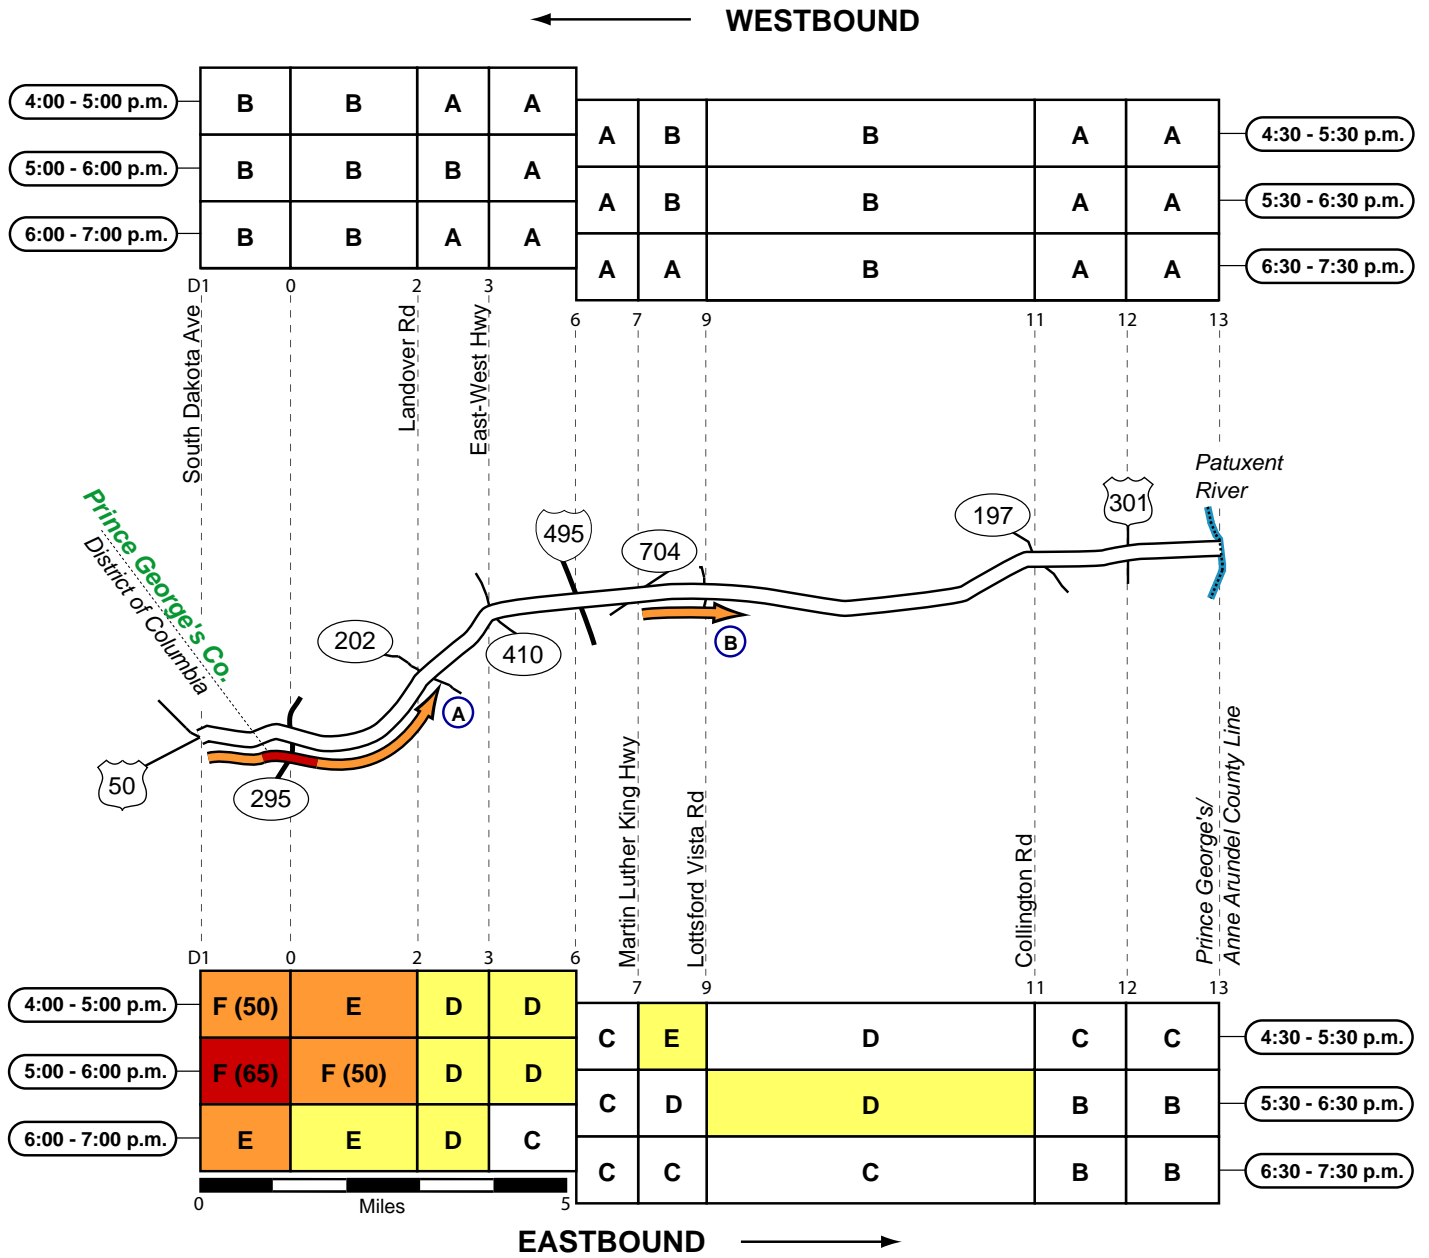 WESTBOUND
4:00 - 5:00 p.m.
B B A A
A B B A A
4:30 - 5:30 p.m.
5:00 - 6:00 p.m.
B B B A
A B B A A
5:30 - 6:30 p.m.
6:00 - 7:00 p.m.
B B A A
A A B A A
6:30 - 7:30 p.m.
D1 0 2 3
6 7 9 11 12 13
South Dakota Ave
Landover Rd
East-West Hwy
Patuxent
River
Prince George's Co.
District of Columbia
495
704
197
301
202
410
B
A
50
295
Martin Luther King Hwy
Lottsford Vista Rd
Collington Rd
Prince George's/
Anne Arundel County Line
D1 0 2 3 6
7 9 11 12 13
4:00 - 5:00 p.m.
F (50) E D D
C E D C C
4:30 - 5:30 p.m.
5:00 - 6:00 p.m.
F (65) F (50) D D
C D D B B
5:30 - 6:30 p.m.
6:00 - 7:00 p.m.
E E D C
C C C B B
6:30 - 7:30 p.m.
0 Miles 5
EASTBOUND